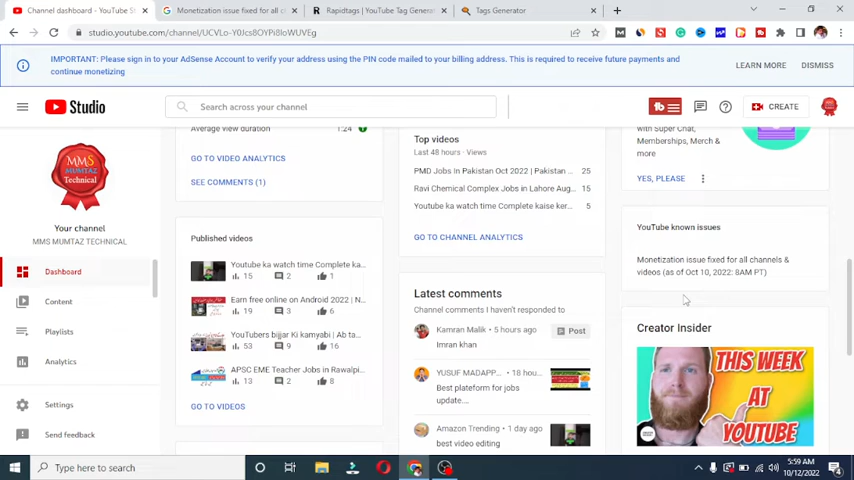 Channel dashboard - YouTube St
Monetization issue fixed for all cl
Rapidtags | YouTube Tag Generat
Tags Generator
studio.youtube.com/channel/UCVLo-Y0Jcs8OYPi8loWUVEg
IMPORTANT: Please sign in to your AdSense Account to verify your address using the PIN code mailed to your billing address. This is required to receive future payments and
continue monetizing
LEARN MORE
DISMISS
Studio
Search across your channel
CREATE
MMS
MUMTAZ
Technical
Your channel
MMS MUMTAZ TECHNICAL
Dashboard
Content
Playlists
Analytics
Settings
Send feedback
Average view duration
1:24
GO TO VIDEO ANALYTICS
SEE COMMENTS (1)
Published videos
Youtube ka watch time Complete ka...
15 2 1
Earn free online on Android 2022 | N...
19 3 6
YouTubers bijjar Ki kamyabi | Ab ta...
53 9 16
APSC EME Teacher Jobs in Rawalpi...
13 2 8
GO TO VIDEOS
Top videos
Last 48 hours · Views
PMD Jobs In Pakistan Oct 2022 | Pakistan ...
25
Ravi Chemical Complex Jobs in Lahore Aug...
15
Youtube ka watch time Complete kaise ker...
5
GO TO CHANNEL ANALYTICS
Latest comments
Channel comments I haven't responded to
Kamran Malik • 5 hours ago
Post
Imran khan
YUSUF MADAPP... • 18 hou...
Best plateform for jobs
update....
Amazon Trending • 1 day ago
best video editing
with Super Chat,
Memberships, Merch &
more
YES, PLEASE
YouTube known issues
Monetization issue fixed for all channels &
videos (as of Oct 10, 2022: 8AM PT)
Creator Insider
THIS WEEK
AT
YOUTUBE
Type here to search
5:59 AM
10/12/2022